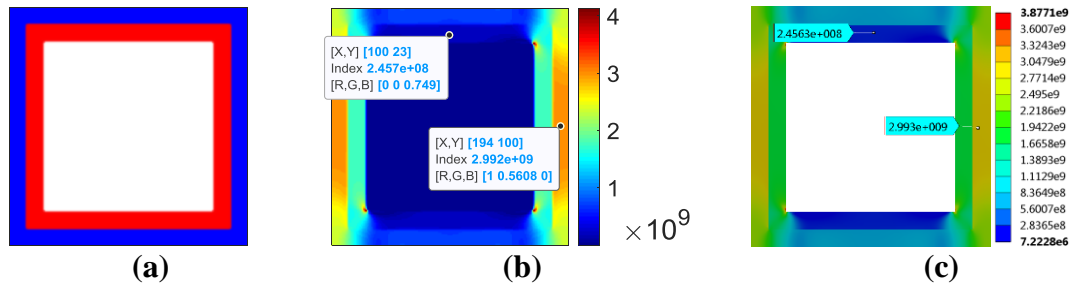 [X,Y] [100 23]
Index 2.457e+08
[R,G,B] [0 0 0.749]
[X,Y] [194 100]
Index 2.992e+09
[R,G,B] [1 0.5608 0]
4
3
2
1
×10⁹
2.4563e+008
2.993e+009
3.8771e9
3.6007e9
3.3243e9
3.0479e9
2.7714e9
2.495e9
2.2186e9
1.9422e9
1.6658e9
1.3893e9
1.1129e9
8.3649e8
5.6007e8
2.8365e8
7.2228e6
(a)
(b)
(c)